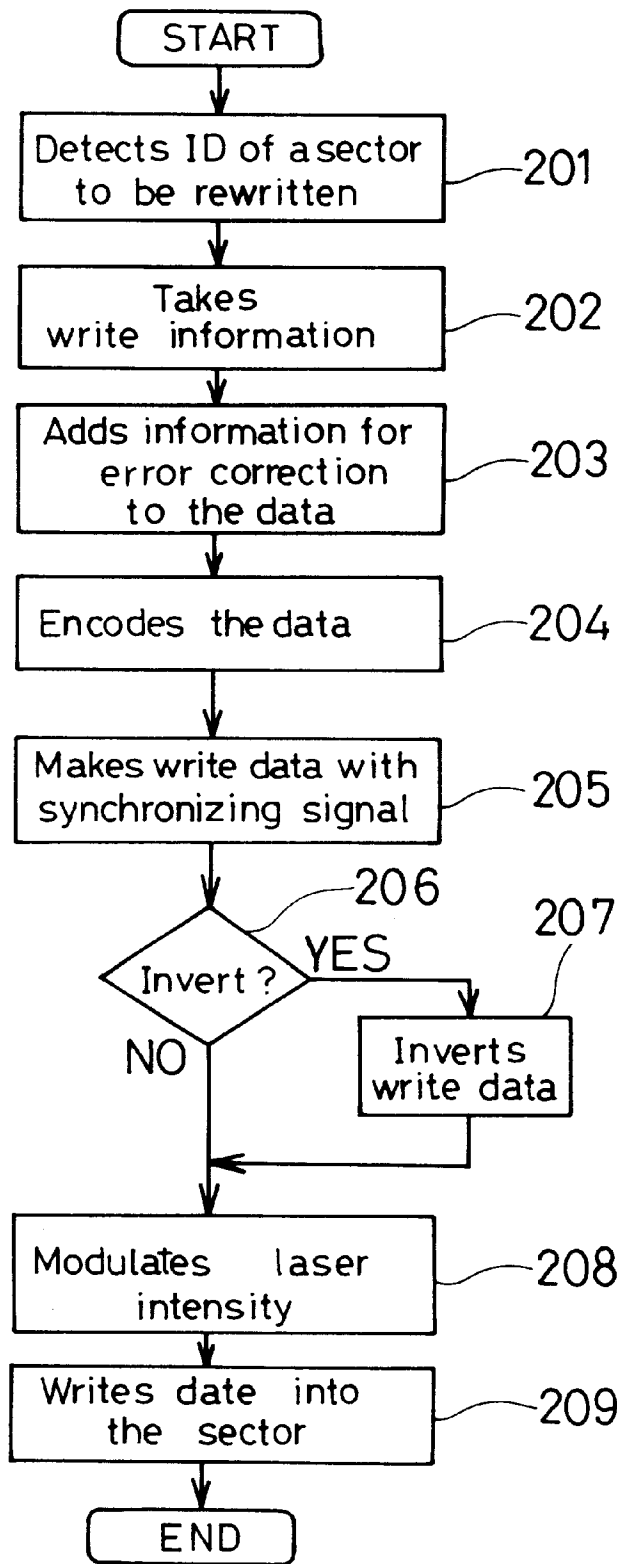 START
Detects ID of a sector
to be rewritten
201
Takes
write information
202
Adds information for
error correction
to the data
203
Encodes the data
204
Makes write data with
synchronizing signal
205
206
Invert?
YES
NO
207
Inverts
write data
Modulates laser
intensity
208
Writes date into
the sector
209
END